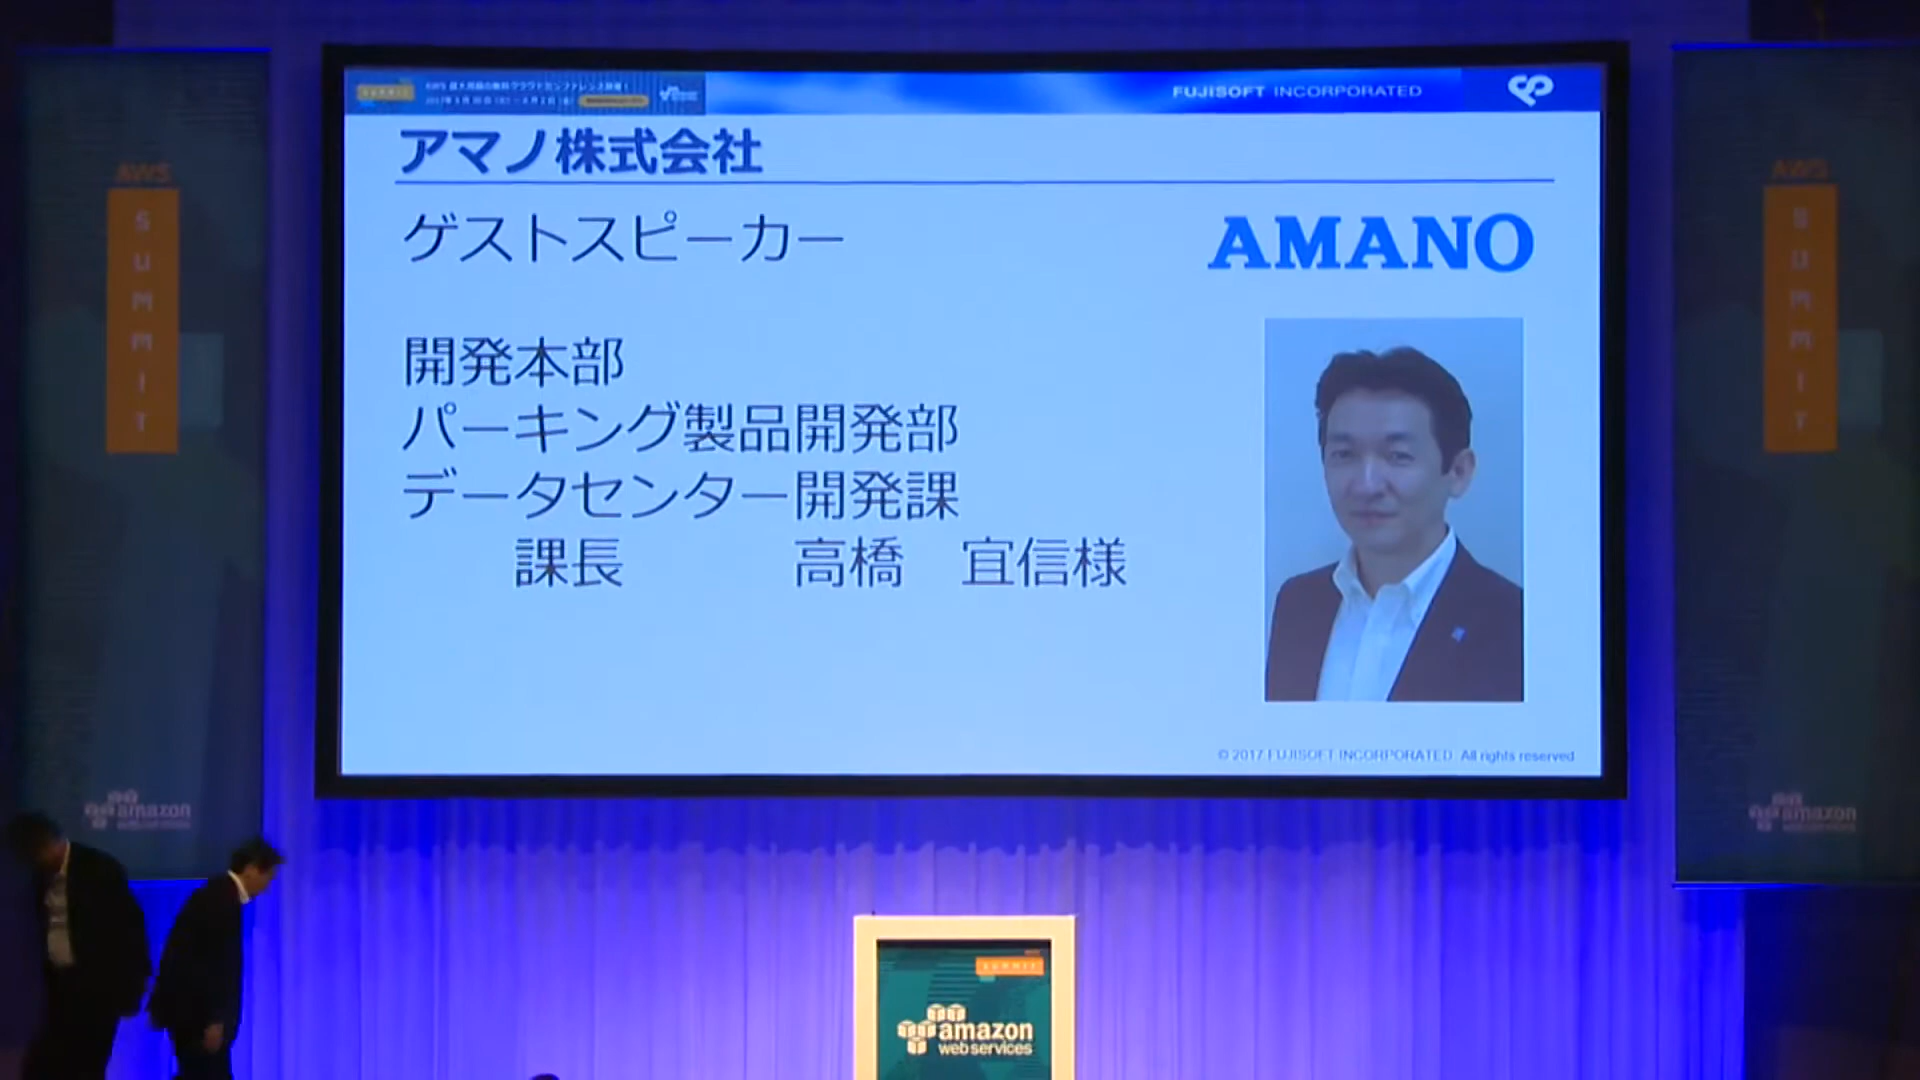 FUJISOFT INCORPORATED
アマノ株式会社
ゲストスピーカー
AMANO
開発本部
パーキング製品開発部
データセンター開発課
課長 高橋 宜信様
© 2017 FUJISOFT INCORPORATED. All rights reserved
AWS
SUMMIT
amazon
web services
AWS
SUMMIT
amazon
web services
SUMMIT
amazon
web services